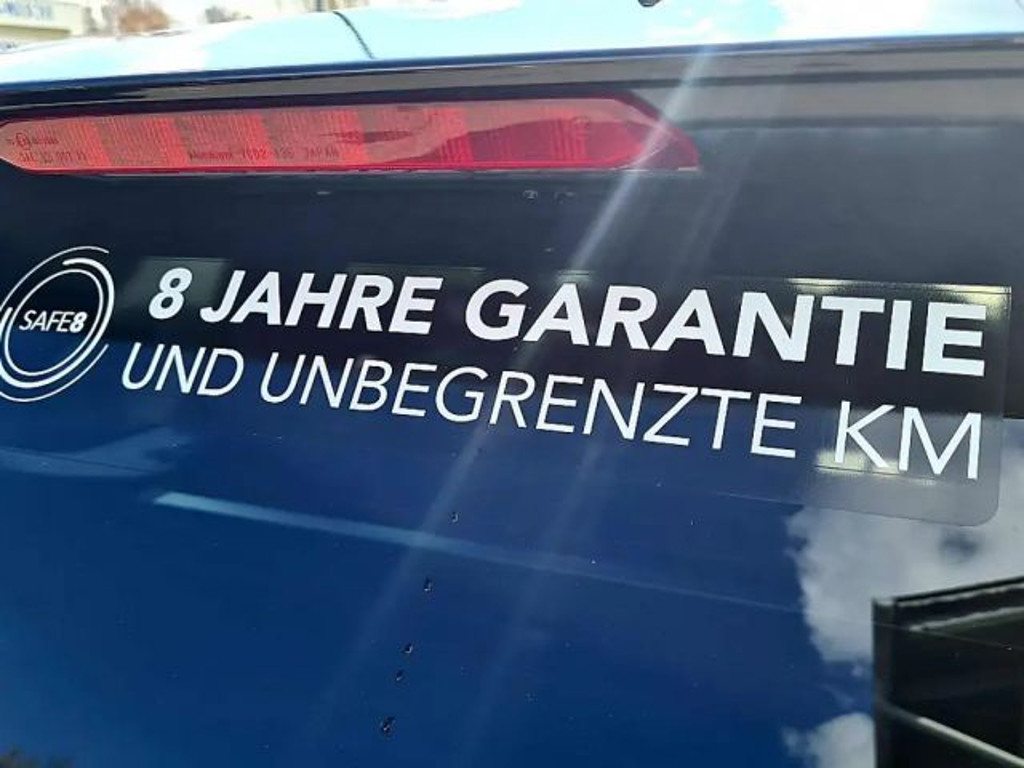 SAFE8
8 JAHRE GARANTIE
UND UNBEGRENZTE KM